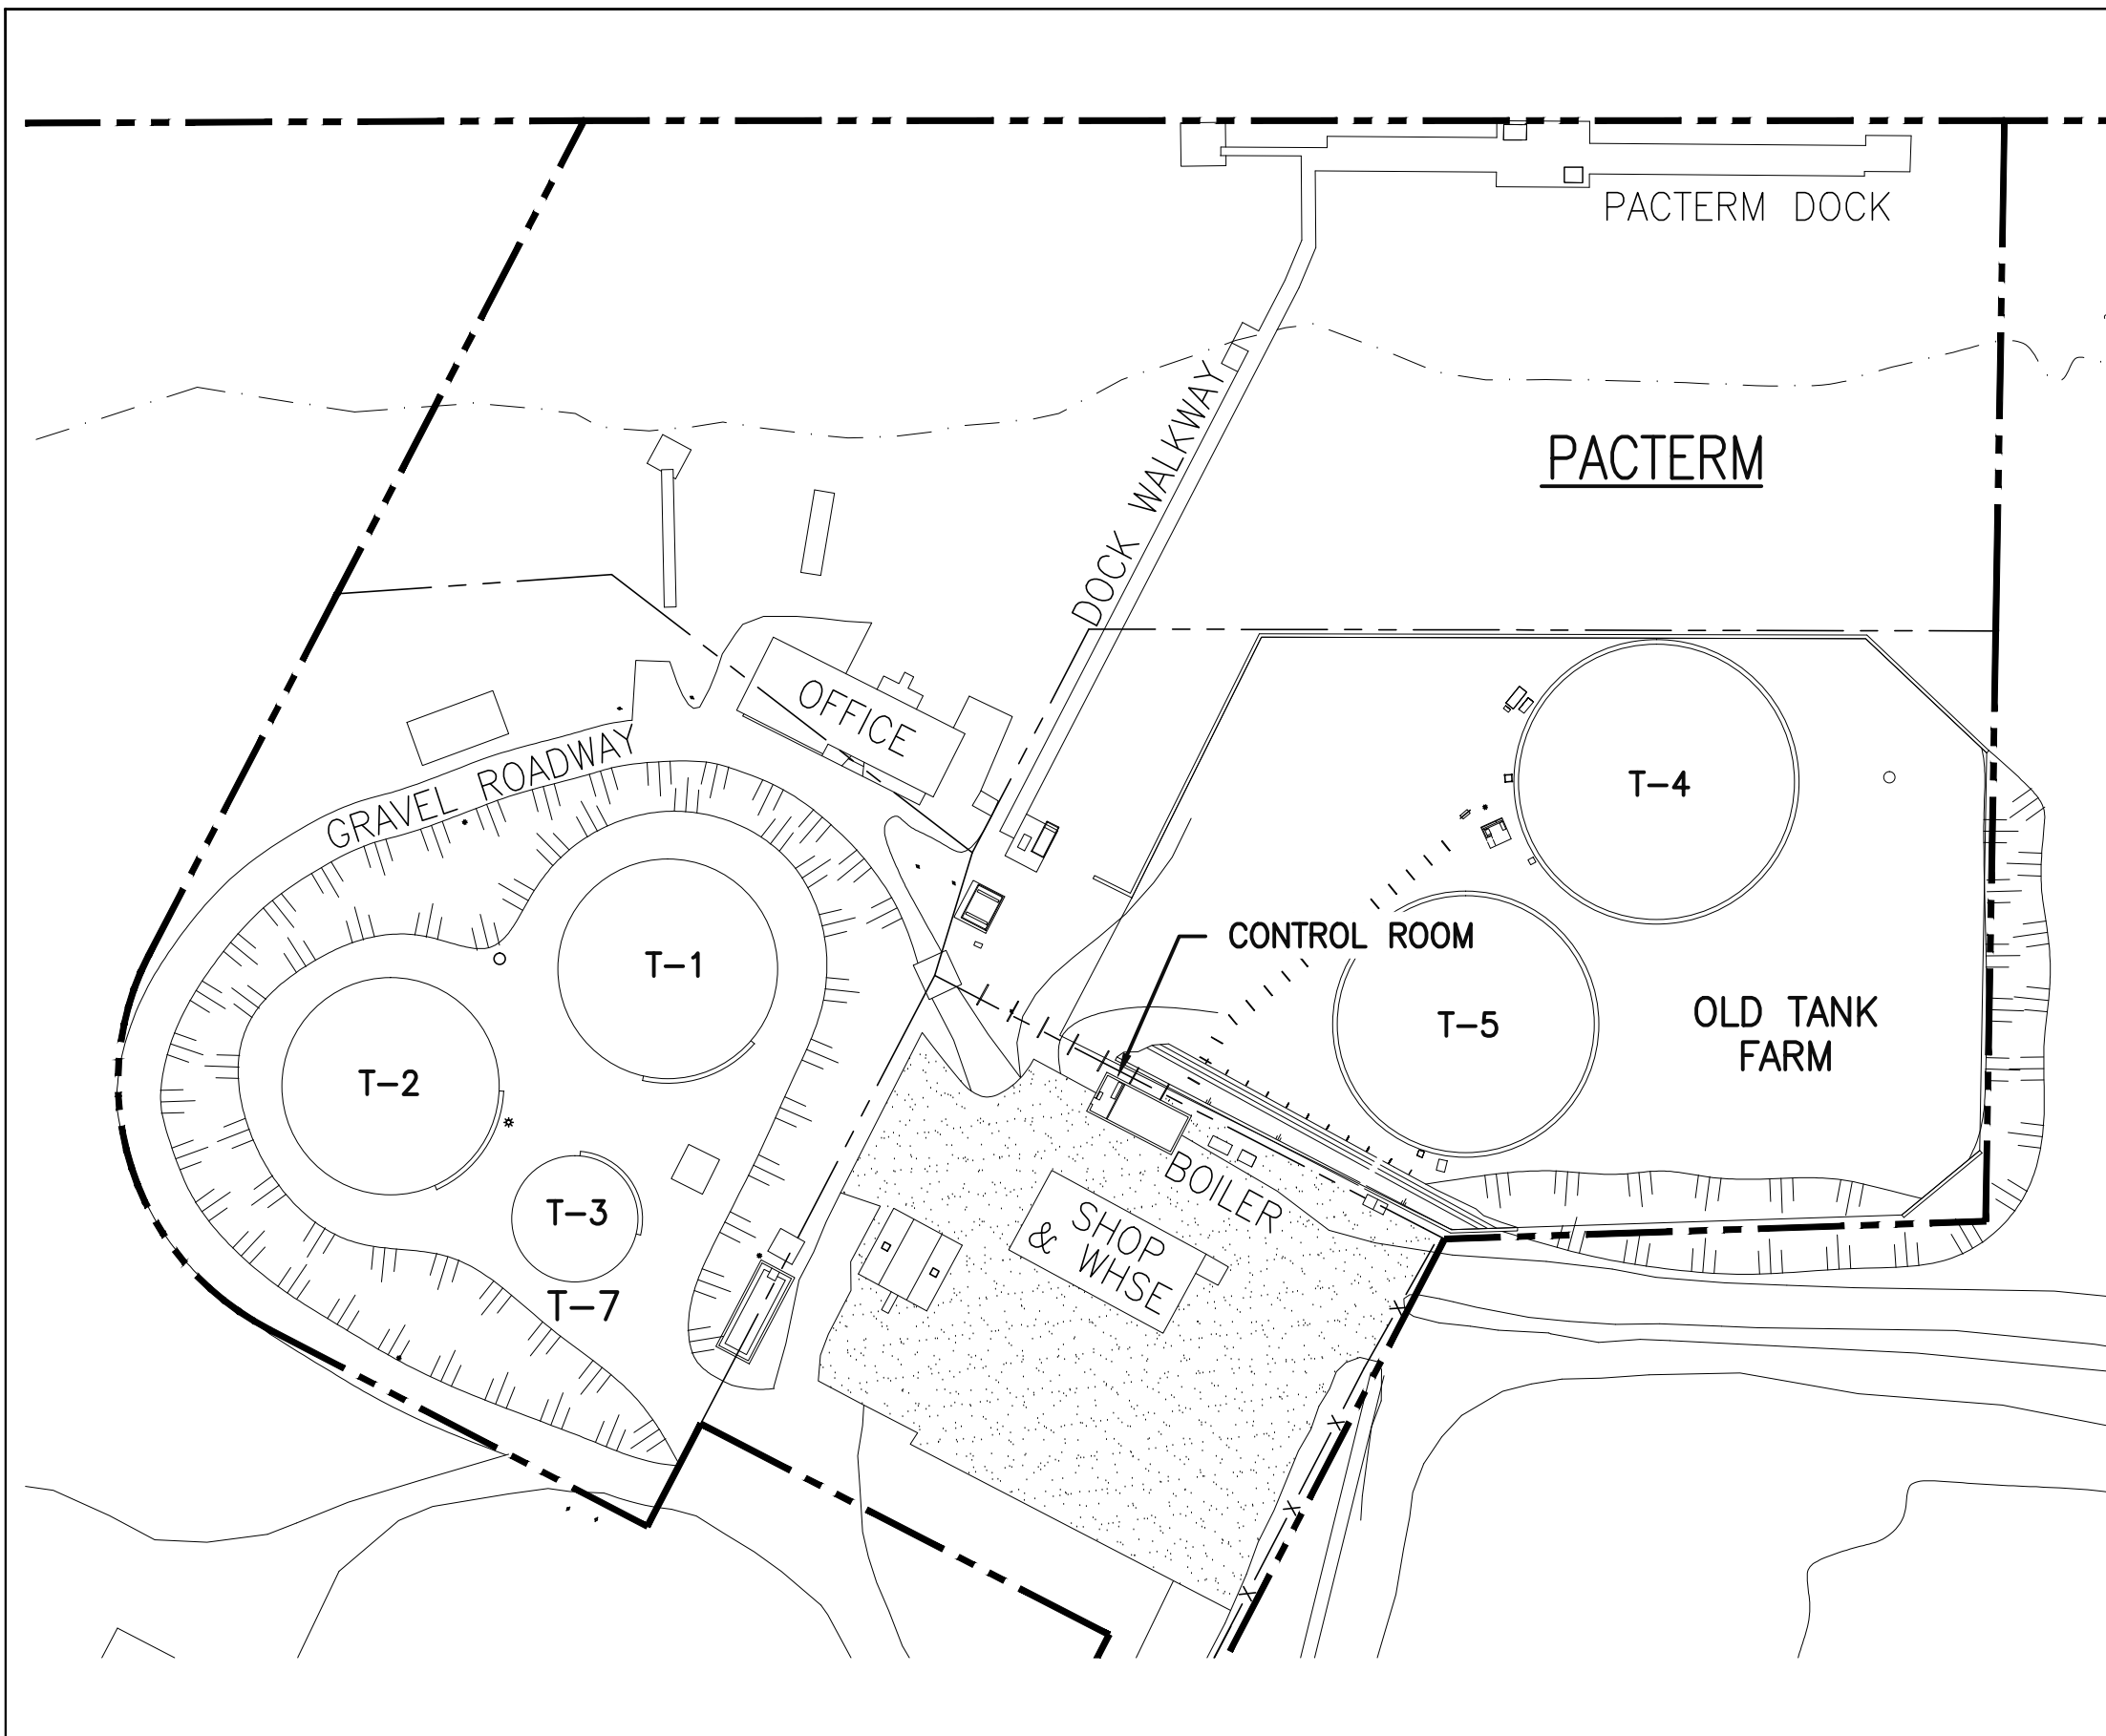 PACTERM DOCK
DOCK WALKWAY
PACTERM
OFFICE
GRAVEL ROADWAY
T-4
CONTROL ROOM
T-1
T-5
OLD TANK
FARM
T-2
T-3
BOILER
SHOP
& WHSE
T-7